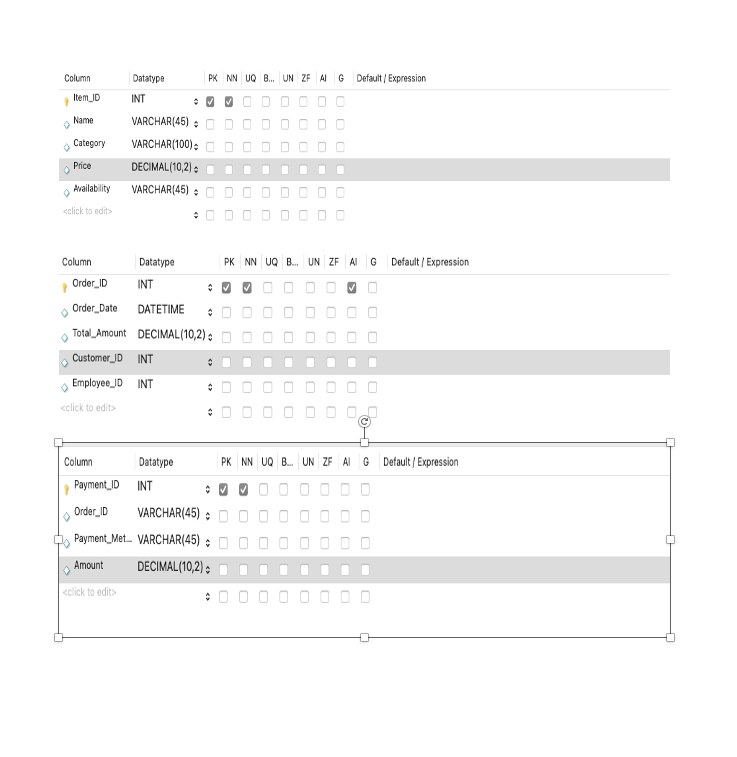 Column Datatype PK NN UQ B... UN ZF AI G Default / Expression
Item_ID INT
Name VARCHAR(45)
Category VARCHAR(100)
Price DECIMAL(10,2)
Availability VARCHAR(45)
<click to edit>
Column Datatype PK NN UQ B... UN ZF AI G Default / Expression
Order_ID INT
Order_Date DATETIME
Total_Amount DECIMAL(10,2)
Customer_ID INT
Employee_ID INT
<click to edit>
Column Datatype PK NN UQ B... UN ZF AI G Default / Expression
Payment_ID INT
Order_ID VARCHAR(45)
Payment_Met... VARCHAR(45)
Amount DECIMAL(10,2)
<click to edit>